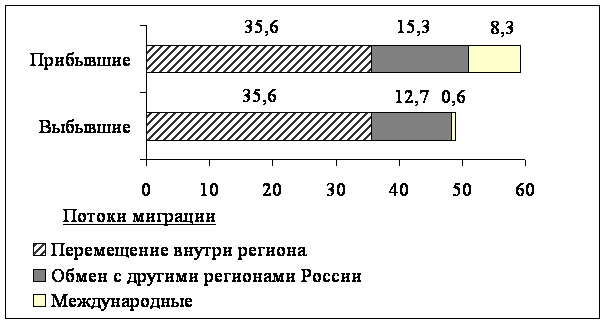 35,6 15,3 8,3
Прибывшие
35,6 12,7 0,6
Выбывшие
0 10 20 30 40 50 60
Потоки миграции
Перемещение внутри региона
Обмен с другими регионами России
Международные